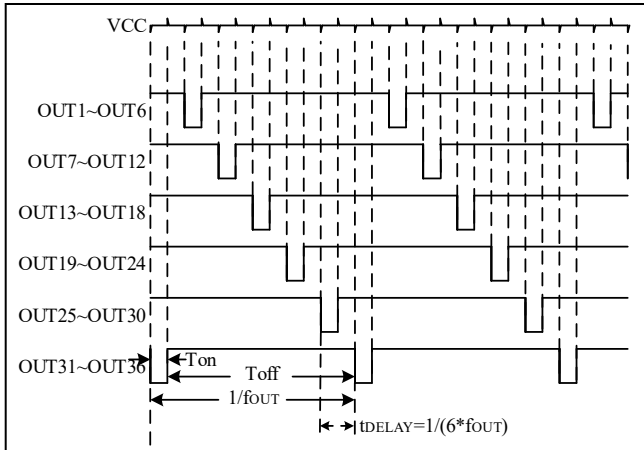 VCC
OUT1~OUT6
OUT7~OUT12
OUT13~OUT18
OUT19~OUT24
OUT25~OUT30
OUT31~OUT36
Ton
Toff
1/fOUT
tDELAY=1/(6*fOUT)